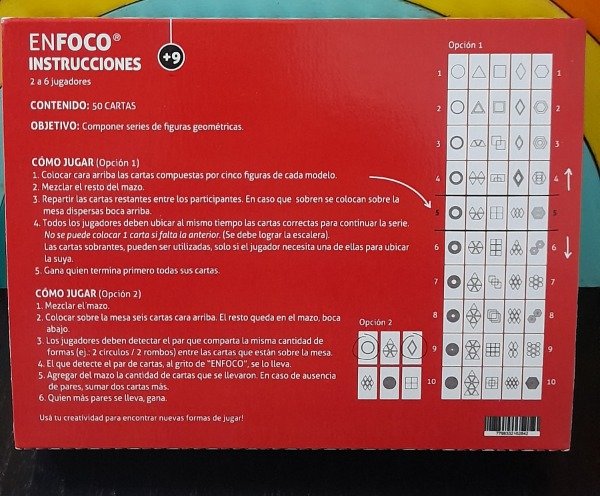 ENFOCO®
INSTRUCCIONES
+9
2 a 6 jugadores
CONTENIDO: 50 CARTAS
OBJETIVO: Componer series de figuras geométricas.
CÓMO JUGAR (Opción 1)
1. Colocar cara arriba las cartas compuestas por cinco figuras de cada modelo.
2. Mezclar el resto del mazo.
3. Repartir las cartas restantes entre los participantes. En caso que sobren se colocan sobre la
mesa dispersas boca arriba.
4. Todos los jugadores deben ubicar al mismo tiempo las cartas correctas para continuar la serie.
No se puede colocar 1 carta si falta la anterior. (Se debe lograr la escalera).
Las cartas sobrantes, pueden ser utilizadas, solo si el jugador necesita una de ellas para ubicar
la suya.
5. Gana quien termina primero todas sus cartas.
CÓMO JUGAR (Opción 2)
1. Mezclar el mazo.
2. Colocar sobre la mesa seis cartas cara arriba. El resto queda en el mazo, boca
abajo.
3. Los jugadores deben detectar el par que comparta la misma cantidad de
formas (ej.: 2 círculos / 2 rombos) entre las cartas que están sobre la mesa.
4. El que detecta el par de cartas, al grito de "ENFOCO", se lo lleva.
5. Agregar del mazo la cantidad de cartas que se llevaron. En caso de ausencia
de pares, sumar dos cartas más.
6. Quien más pares se lleva, gana.
Usá tu creatividad para encontrar nuevas formas de jugar!
Opción 1
1 1
2 2
3 3
4 4
5 5
6 6
7 7
8 8
9 9
10 10
Opción 2